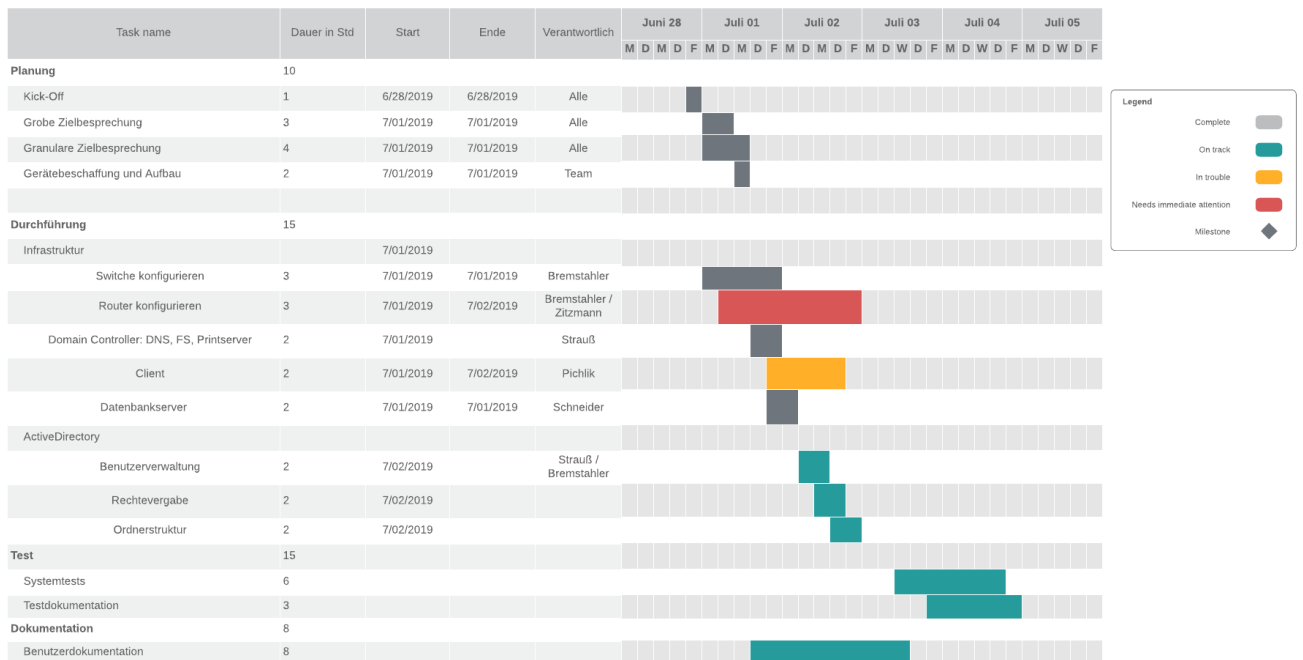 Task name Dauer in Std Start Ende Verantwortlich Juni 28 Juli 01 Juli 02 Juli 03 Juli 04 Juli 05
M D M D F M D M D F M D M D F M D W D F M D W D F M D W D F
Planung 10
Kick-Off 1 6/28/2019 6/28/2019 Alle
Grobe Zielbesprechung 3 7/01/2019 7/01/2019 Alle
Granulare Zielbesprechung 4 7/01/2019 7/01/2019 Alle
Gerätebeschaffung und Aufbau 2 7/01/2019 7/01/2019 Team
Durchführung 15
Infrastruktur 7/01/2019
Switche konfigurieren 3 7/01/2019 7/01/2019 Bremstahler
Router konfigurieren 3 7/01/2019 7/02/2019 Bremstahler /
Zitzmann
Domain Controller: DNS, FS, Printserver 2 7/01/2019 Strauß
Client 2 7/01/2019 7/02/2019 Pichlik
Datenbankserver 2 7/01/2019 7/01/2019 Schneider
ActiveDirectory
Benutzerverwaltung 2 7/02/2019 Strauß /
Bremstahler
Rechtevergabe 2 7/02/2019
Ordnerstruktur 2 7/02/2019
Test 15
Systemtests 6
Testdokumentation 3
Dokumentation 8
Benutzerdokumentation 8
Legend
Complete
On track
In trouble
Needs immediate attention
Milestone